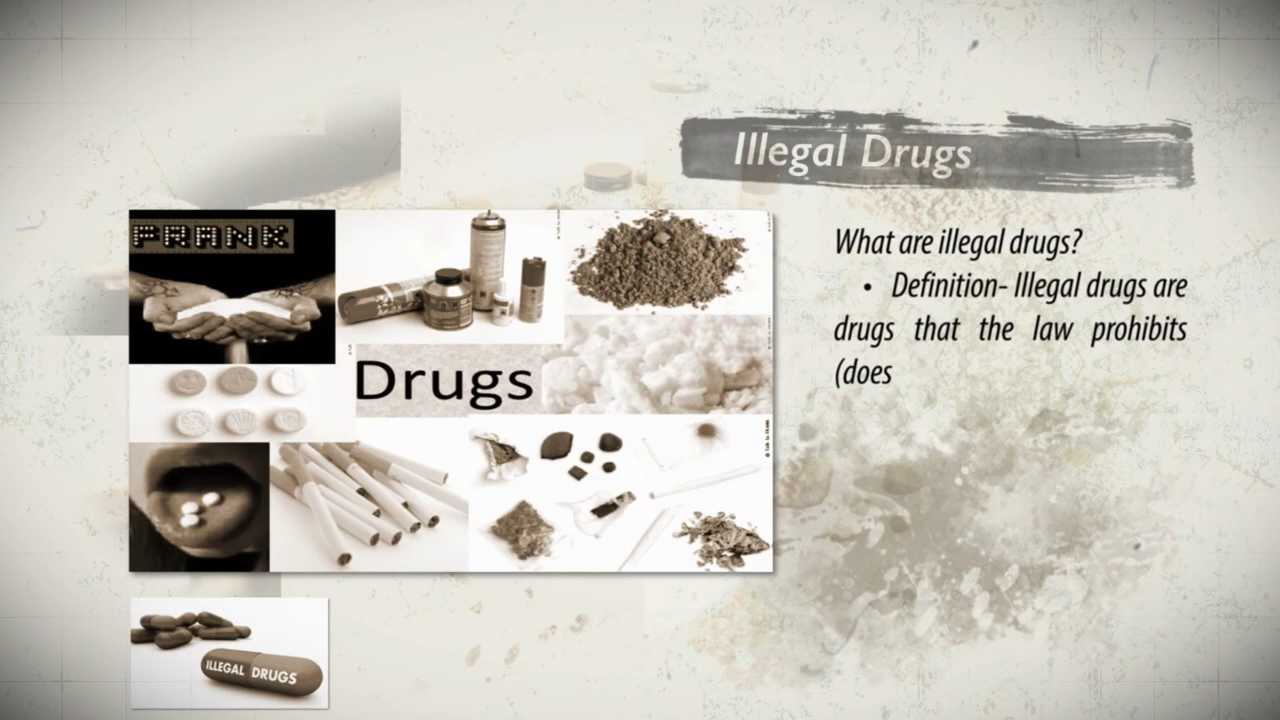 Illegal Drugs
FRANK
Drugs
What are illegal drugs?
• Definition- Illegal drugs are
drugs that the law prohibits
(does
ILLEGAL DRUGS